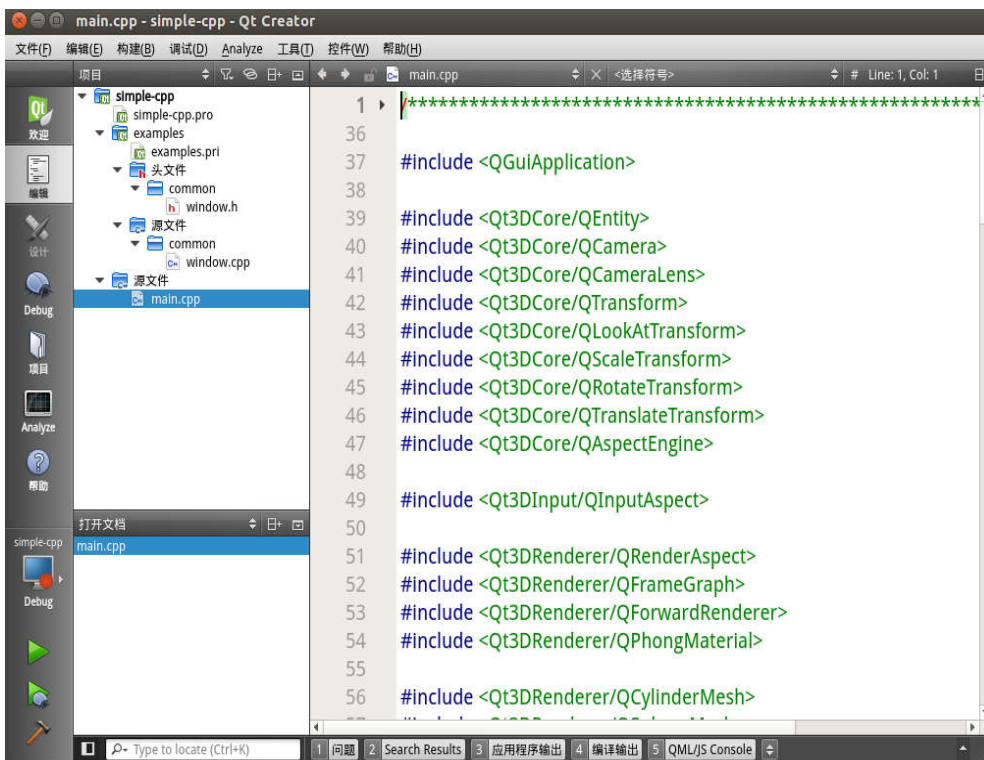 main.cpp - simple-cpp - Qt Creator
文件(F) 编辑(E) 构建(B) 调试(D) Analyze 工具(T) 控件(W) 帮助(H)
项目 main.cpp <选择符号> # Line: 1, Col: 1
欢迎
编辑
设计
Debug
项目
Analyze
帮助
simple-cpp
Debug
simple-cpp
simple-cpp.pro
examples
examples.pri
头文件
common
window.h
源文件
common
window.cpp
源文件
main.cpp
打开文档
main.cpp
1 /*********************************************************
36
37 #include <QGuiApplication>
38
39 #include <Qt3DCore/QEntity>
40 #include <Qt3DCore/QCamera>
41 #include <Qt3DCore/QCameraLens>
42 #include <Qt3DCore/QTransform>
43 #include <Qt3DCore/QLookAtTransform>
44 #include <Qt3DCore/QScaleTransform>
45 #include <Qt3DCore/QRotateTransform>
46 #include <Qt3DCore/QTranslateTransform>
47 #include <Qt3DCore/QAspectEngine>
48
49 #include <Qt3DInput/QInputAspect>
50
51 #include <Qt3DRenderer/QRenderAspect>
52 #include <Qt3DRenderer/QFrameGraph>
53 #include <Qt3DRenderer/QForwardRenderer>
54 #include <Qt3DRenderer/QPhongMaterial>
55
56 #include <Qt3DRenderer/QCylinderMesh>
Type to locate (Ctrl+K) 1 问题 2 Search Results 3 应用程序输出 4 编译输出 5 QML/JS Console